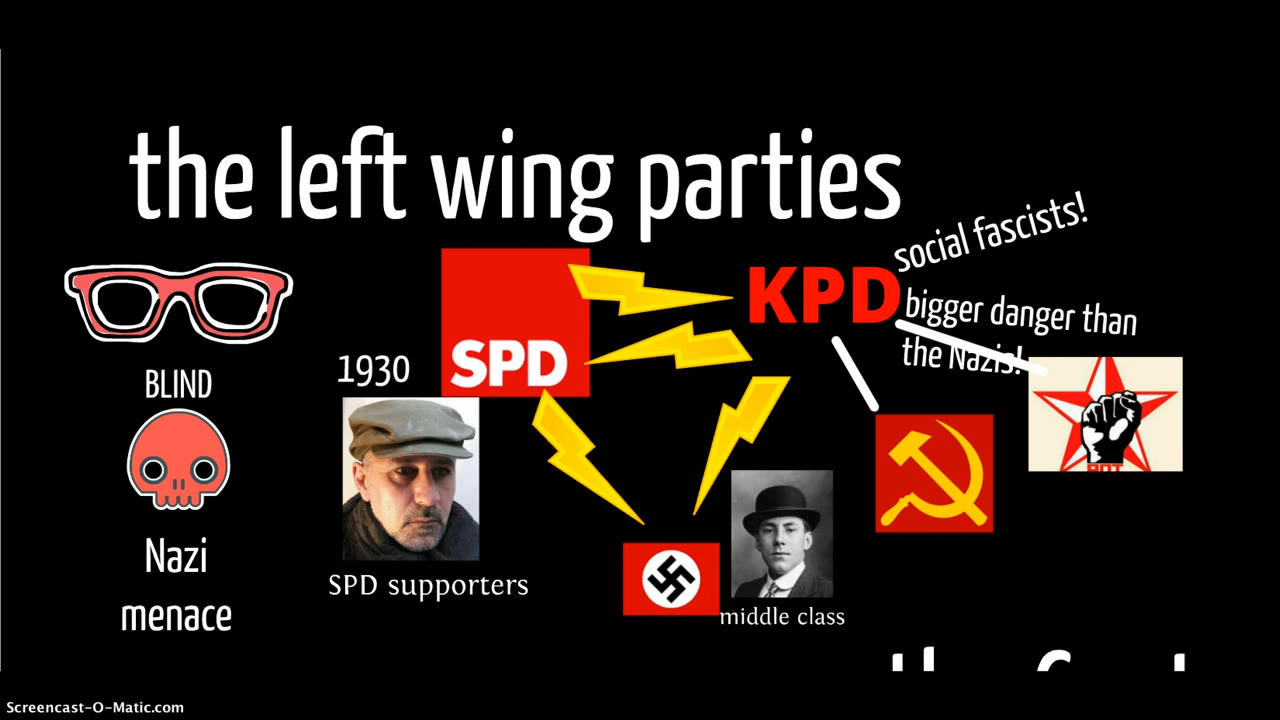 the left wing parties
social fascists!
KPD
bigger danger than
the Nazis!
SPD
1930
BLIND
Nazi
menace
SPD supporters
middle class
Screencast-O-Matic.com